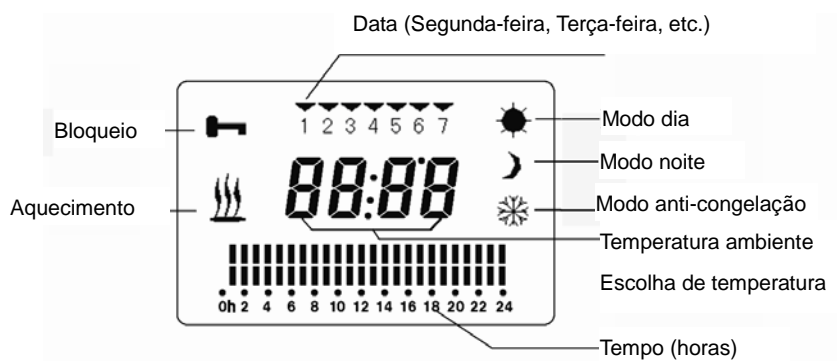 Data (Segunda-feira, Terça-feira, etc.)
Bloqueio
1 2 3 4 5 6 7
Modo dia
Modo noite
Aquecimento
88:88
Modo anti-congelação
Temperatura ambiente
Escolha de temperatura
0h 2 4 6 8 10 12 14 16 18 20 22 24
Tempo (horas)